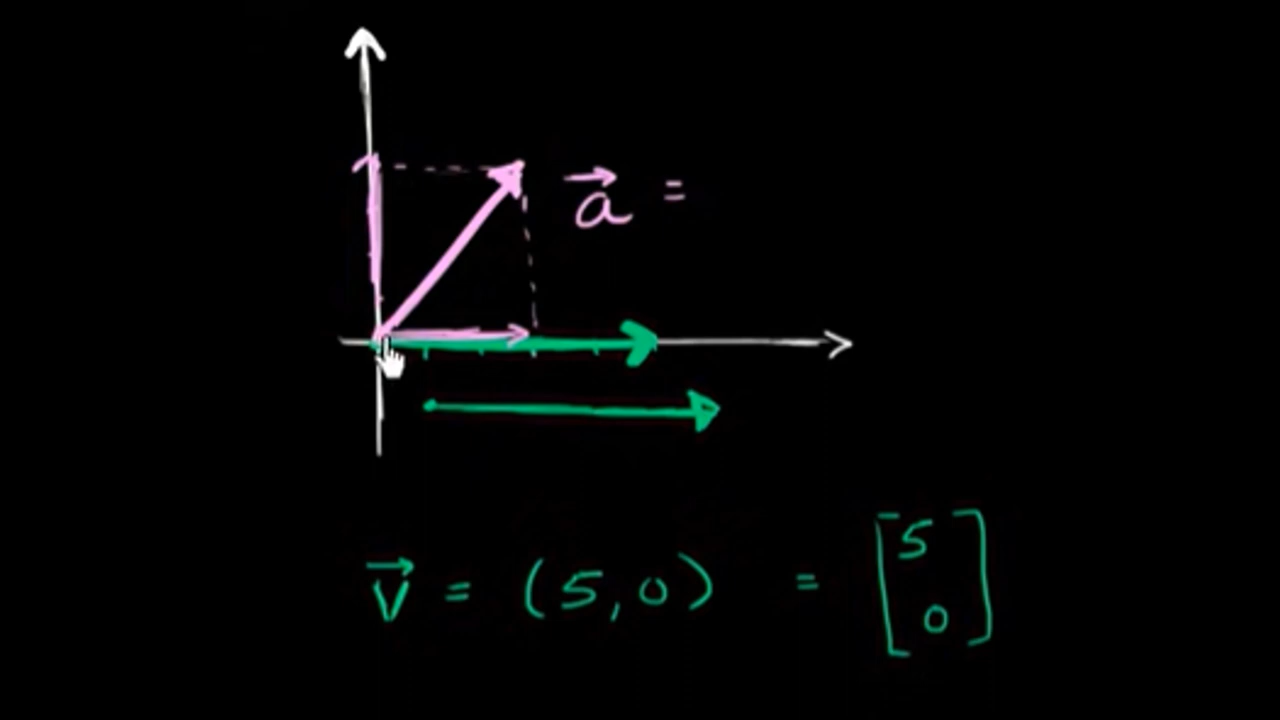 a⃗ =
v⃗ = (5,0) = [5
0]